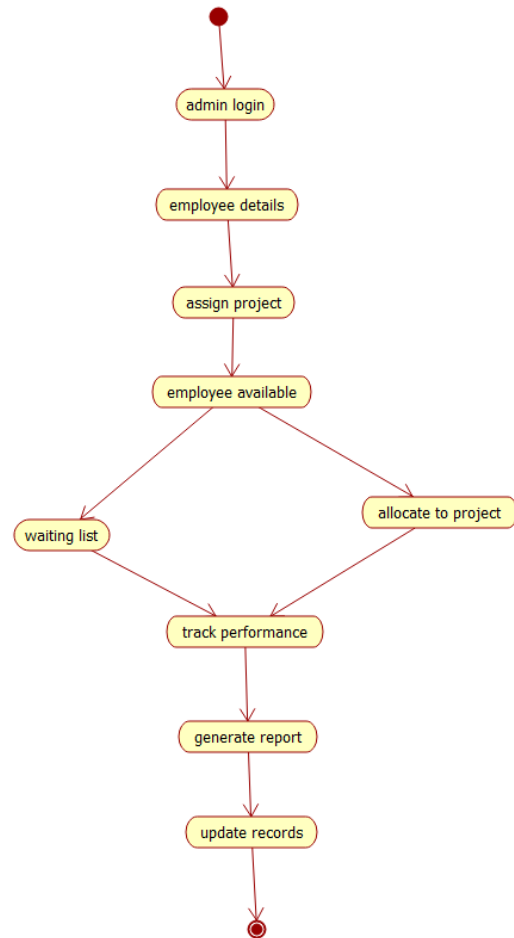 admin login
employee details
assign project
employee available
waiting list
allocate to project
track performance
generate report
update records